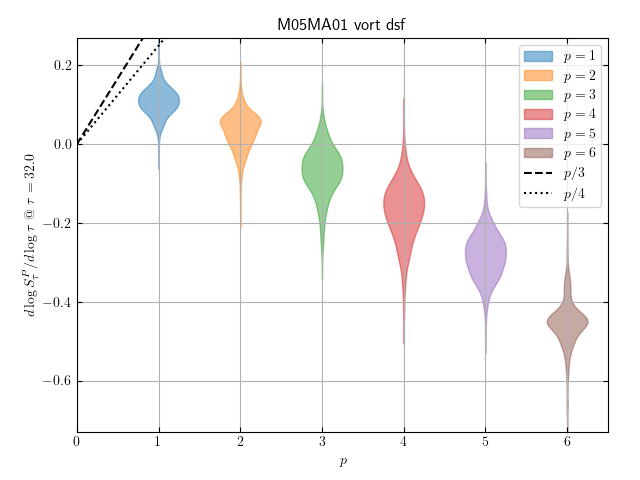 M05MA01 vort dsf
d log S_τ^P / d log τ @ τ = 32.0
0.2
0.0
−0.2
−0.4
−0.6
0 1 2 3 4 5 6
p
p = 1
p = 2
p = 3
p = 4
p = 5
p = 6
p/3
p/4